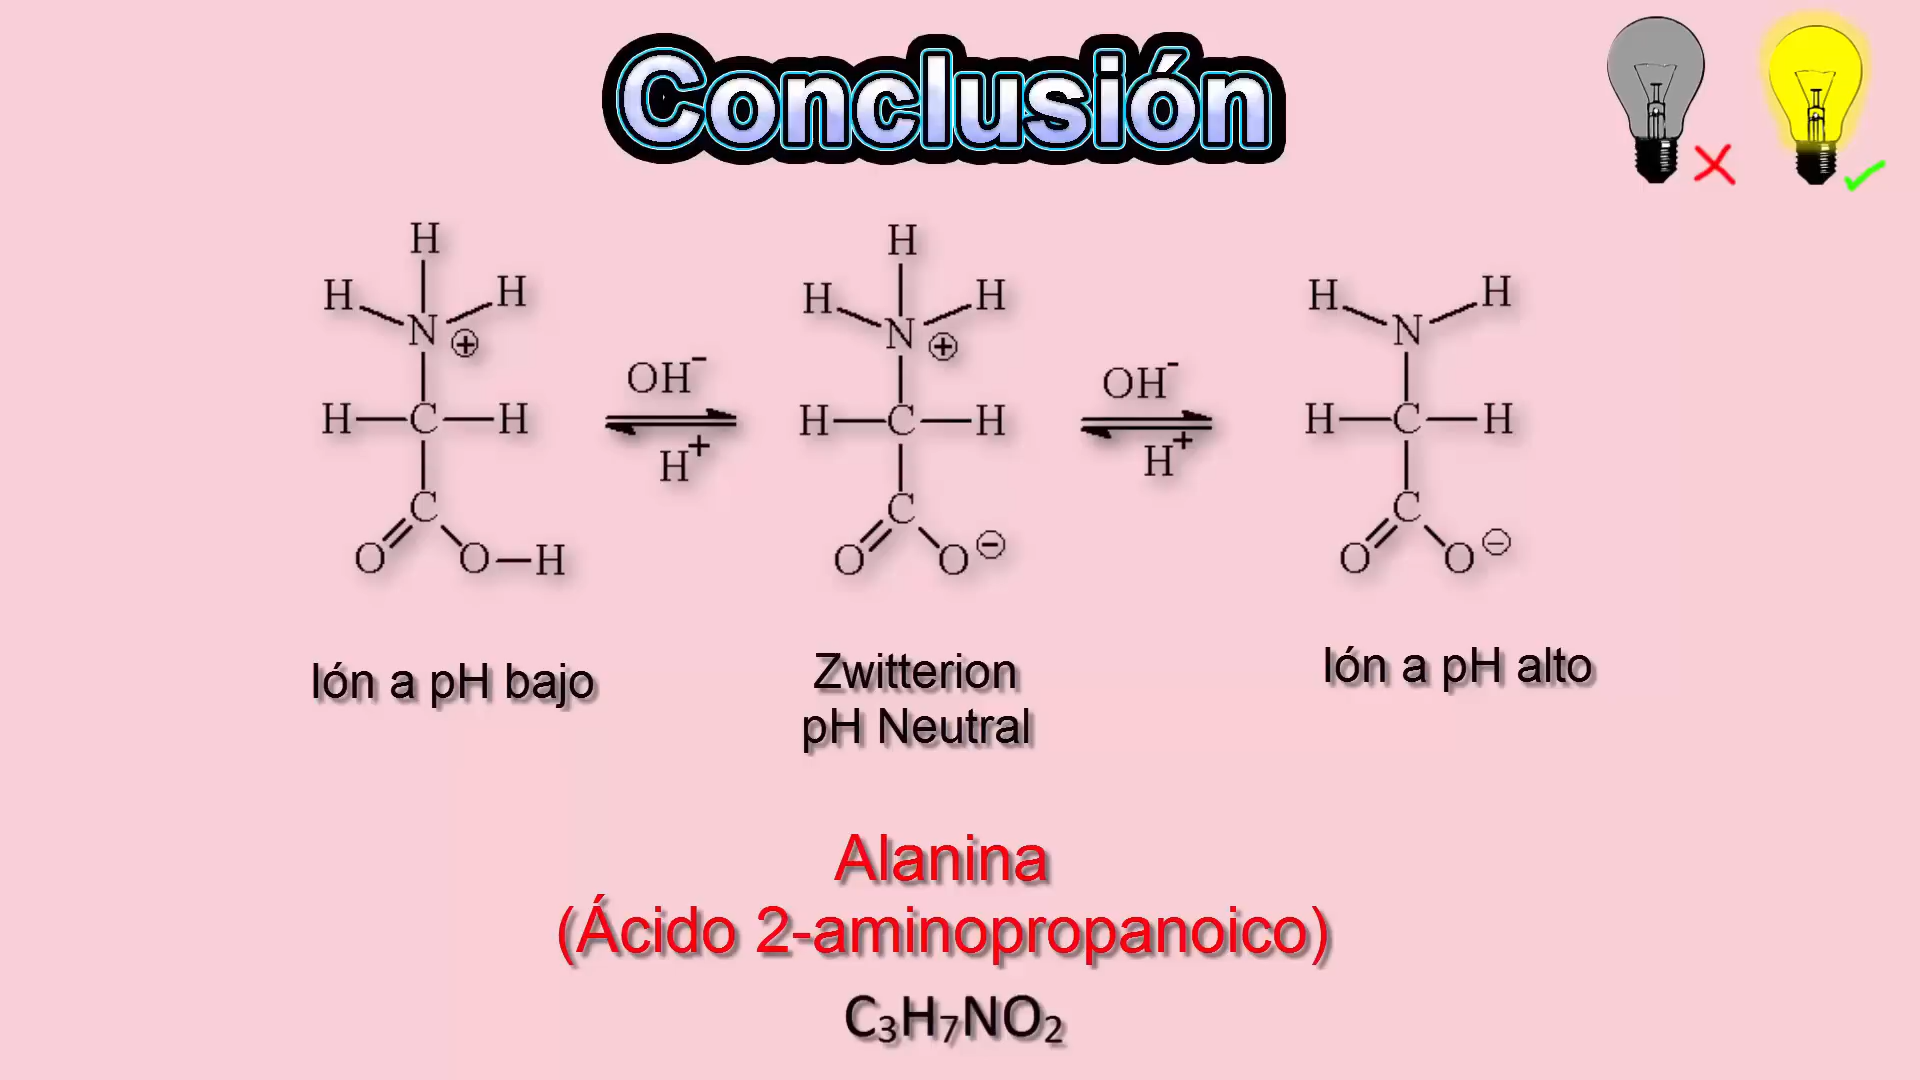 Conclusión
H
H H
N ⊕
H C H
C
O O H
OH⁻
H⁺
H
H H
N ⊕
H C H
C
O O ⊖
OH⁻
H⁺
H H
N
H C H
C
O O ⊖
Ión a pH bajo
Zwitterion
pH Neutral
Ión a pH alto
Alanina
(Ácido 2-aminopropanoico)
C₃H₇NO₂